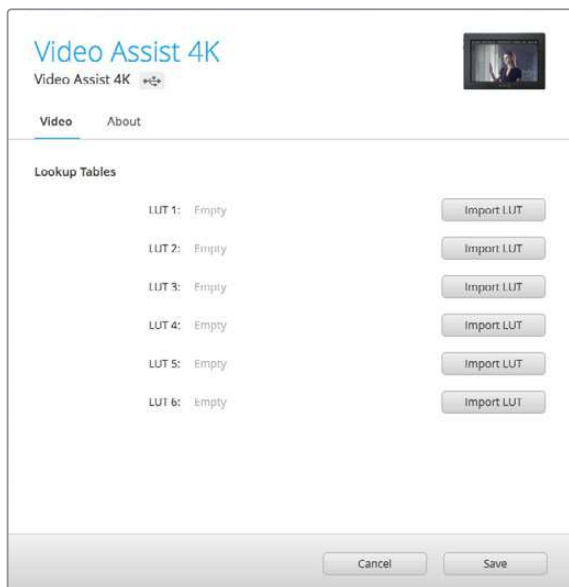 Video Assist 4K
Video Assist 4K
Video About
Lookup Tables
LUT 1: Empty Import LUT
LUT 2: Empty Import LUT
LUT 3: Empty Import LUT
LUT 4: Empty Import LUT
LUT 5: Empty Import LUT
LUT 6: Empty Import LUT
Cancel Save